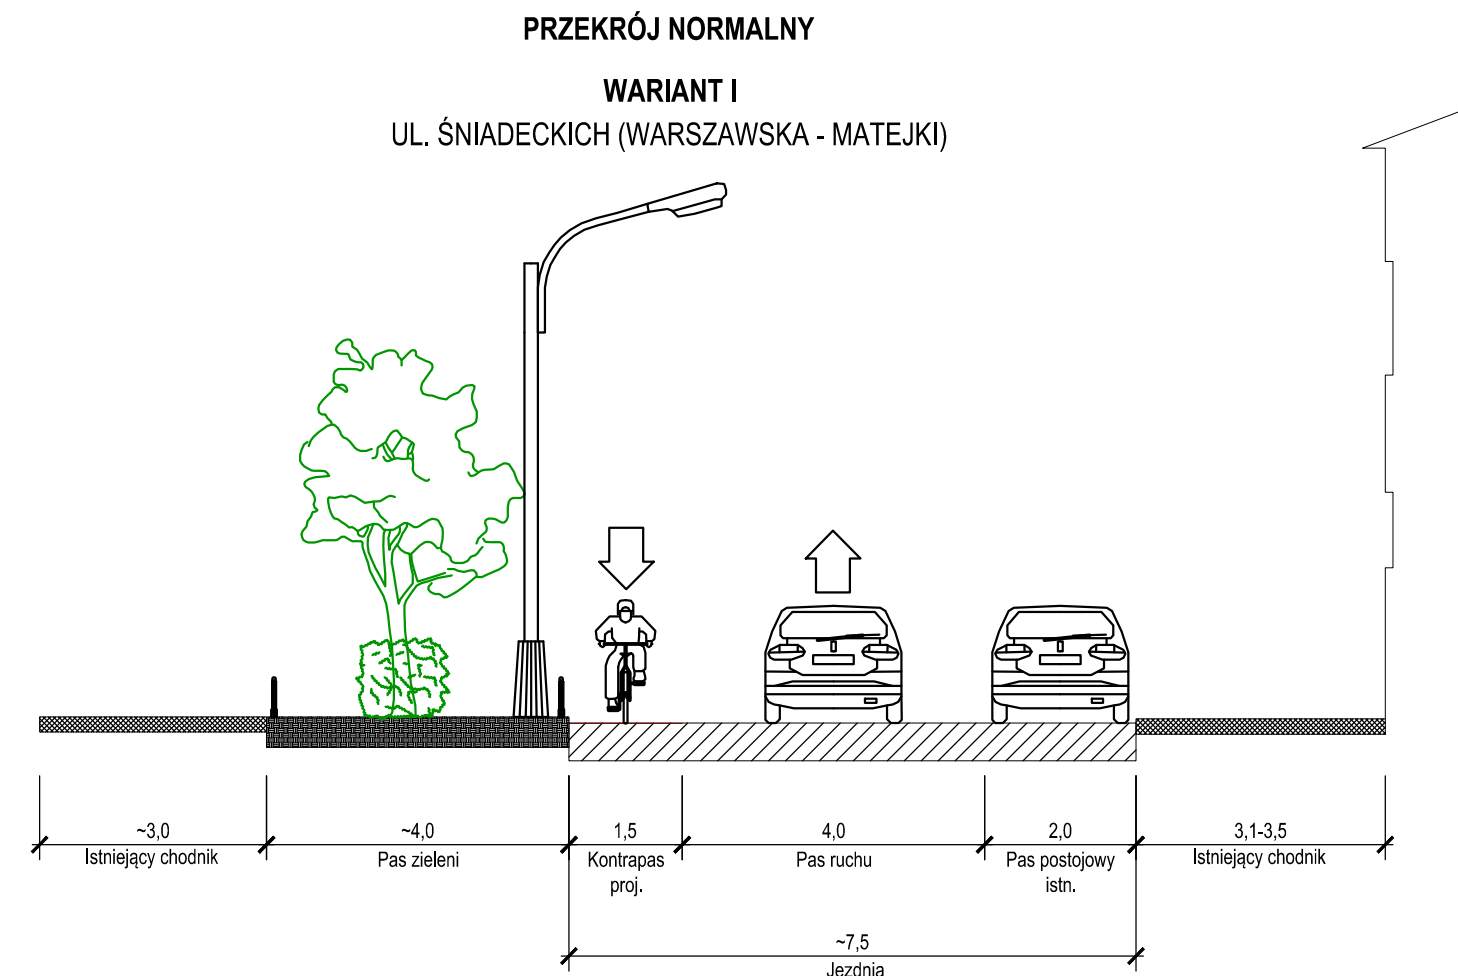 PRZEKRÓJ NORMALNY
WARIANT I
UL. ŚNIADECKICH (WARSZAWSKA - MATEJKI)
~3,0
Istniejący chodnik
~4,0
Pas zieleni
1,5
Kontrapas
proj.
4,0
Pas ruchu
2,0
Pas postojowy
istn.
3,1-3,5
Istniejący chodnik
~7,5
Jezdnia